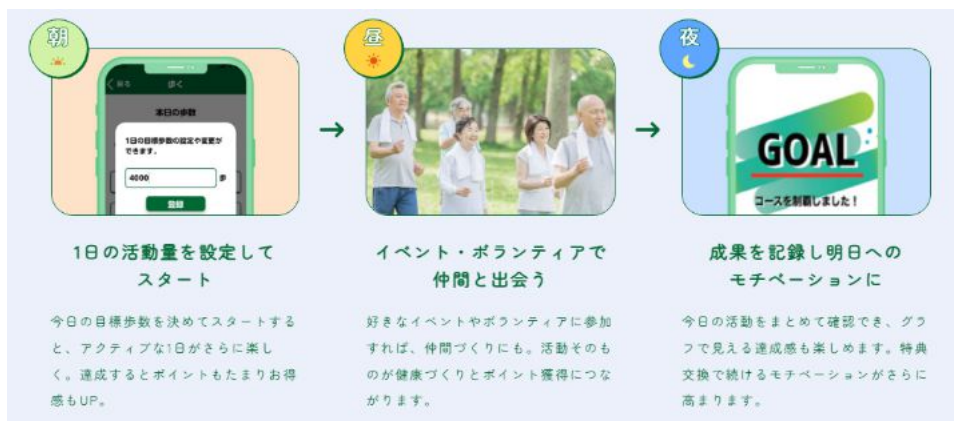 朝
戻る 歩く
本日の歩数
1日の目標歩数の設定や変更が
できます。
4000 歩
登録
→
昼
→
夜
GOAL
コースを制覇しました！
1日の活動量を設定して
スタート
今日の目標歩数を決めてスタートする
と、アクティブな1日がさらに楽し
く。達成するとポイントもたまりお得
感もUP。
イベント・ボランティアで
仲間と出会う
好きなイベントやボランティアに参加
すれば、仲間づくりにも。活動そのも
のが健康づくりとポイント獲得につな
がります。
成果を記録し明日への
モチベーションに
今日の活動をまとめて確認でき、グラ
フで見える達成感も楽しめます。特典
交換で続けるモチベーションがさらに
高まります。